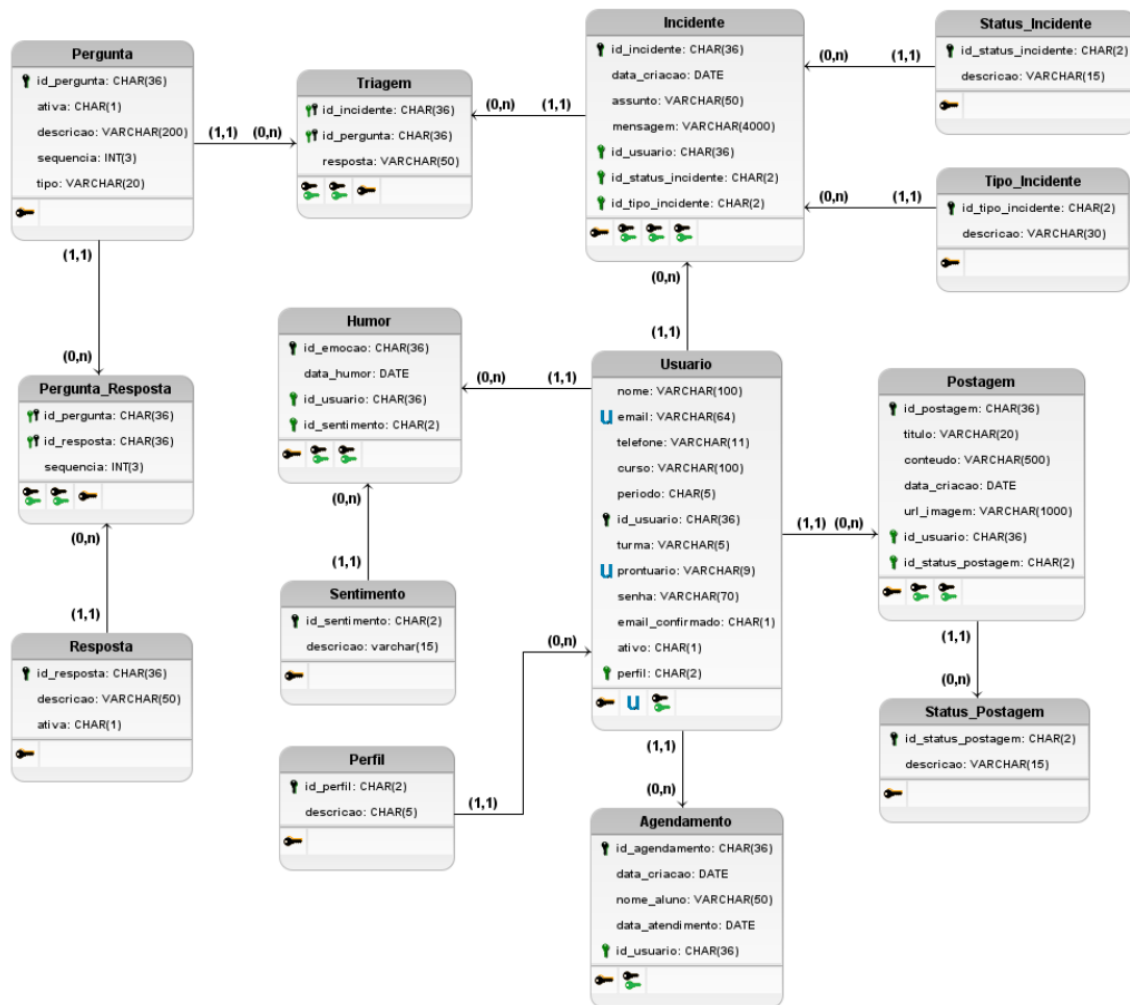 Pergunta
id_pergunta: CHAR(36)
ativa: CHAR(1)
descricao: VARCHAR(200)
sequencia: INT(3)
tipo: VARCHAR(20)
(1,1)
(0,n)
Triagem
id_incidente: CHAR(36)
id_pergunta: CHAR(36)
resposta: VARCHAR(50)
(0,n)
(1,1)
Incidente
id_incidente: CHAR(36)
data_criacao: DATE
assunto: VARCHAR(50)
mensagem: VARCHAR(4000)
id_usuario: CHAR(36)
id_status_incidente: CHAR(2)
id_tipo_incidente: CHAR(2)
(0,n)
(1,1)
Status_Incidente
id_status_incidente: CHAR(2)
descricao: VARCHAR(15)
(0,n)
(1,1)
Tipo_Incidente
id_tipo_incidente: CHAR(2)
descricao: VARCHAR(30)
(1,1)
(0,n)
Pergunta_Resposta
id_pergunta: CHAR(36)
id_resposta: CHAR(36)
sequencia: INT(3)
(0,n)
(1,1)
Resposta
id_resposta: CHAR(36)
descricao: VARCHAR(50)
ativa: CHAR(1)
Humor
id_emocao: CHAR(36)
data_humor: DATE
id_usuario: CHAR(36)
id_sentimento: CHAR(2)
(0,n)
(1,1)
(0,n)
(1,1)
Sentimento
id_sentimento: CHAR(2)
descricao: varchar(15)
(0,n)
(1,1)
Usuario
nome: VARCHAR(100)
u email: VARCHAR(64)
telefone: VARCHAR(11)
curso: VARCHAR(100)
periodo: CHAR(5)
id_usuario: CHAR(36)
turma: VARCHAR(5)
u prontuario: VARCHAR(9)
senha: VARCHAR(70)
email_confirmado: CHAR(1)
ativo: CHAR(1)
perfil: CHAR(2)
u
(1,1)
(0,n)
Postagem
id_postagem: CHAR(36)
titulo: VARCHAR(20)
conteudo: VARCHAR(500)
data_criacao: DATE
url_imagem: VARCHAR(1000)
id_usuario: CHAR(36)
id_status_postagem: CHAR(2)
(1,1)
(0,n)
Status_Postagem
id_status_postagem: CHAR(2)
descricao: VARCHAR(15)
(0,n)
Perfil
id_perfil: CHAR(2)
descricao: CHAR(5)
(1,1)
(1,1)
(0,n)
Agendamento
id_agendamento: CHAR(36)
data_criacao: DATE
nome_aluno: VARCHAR(50)
data_atendimento: DATE
id_usuario: CHAR(36)